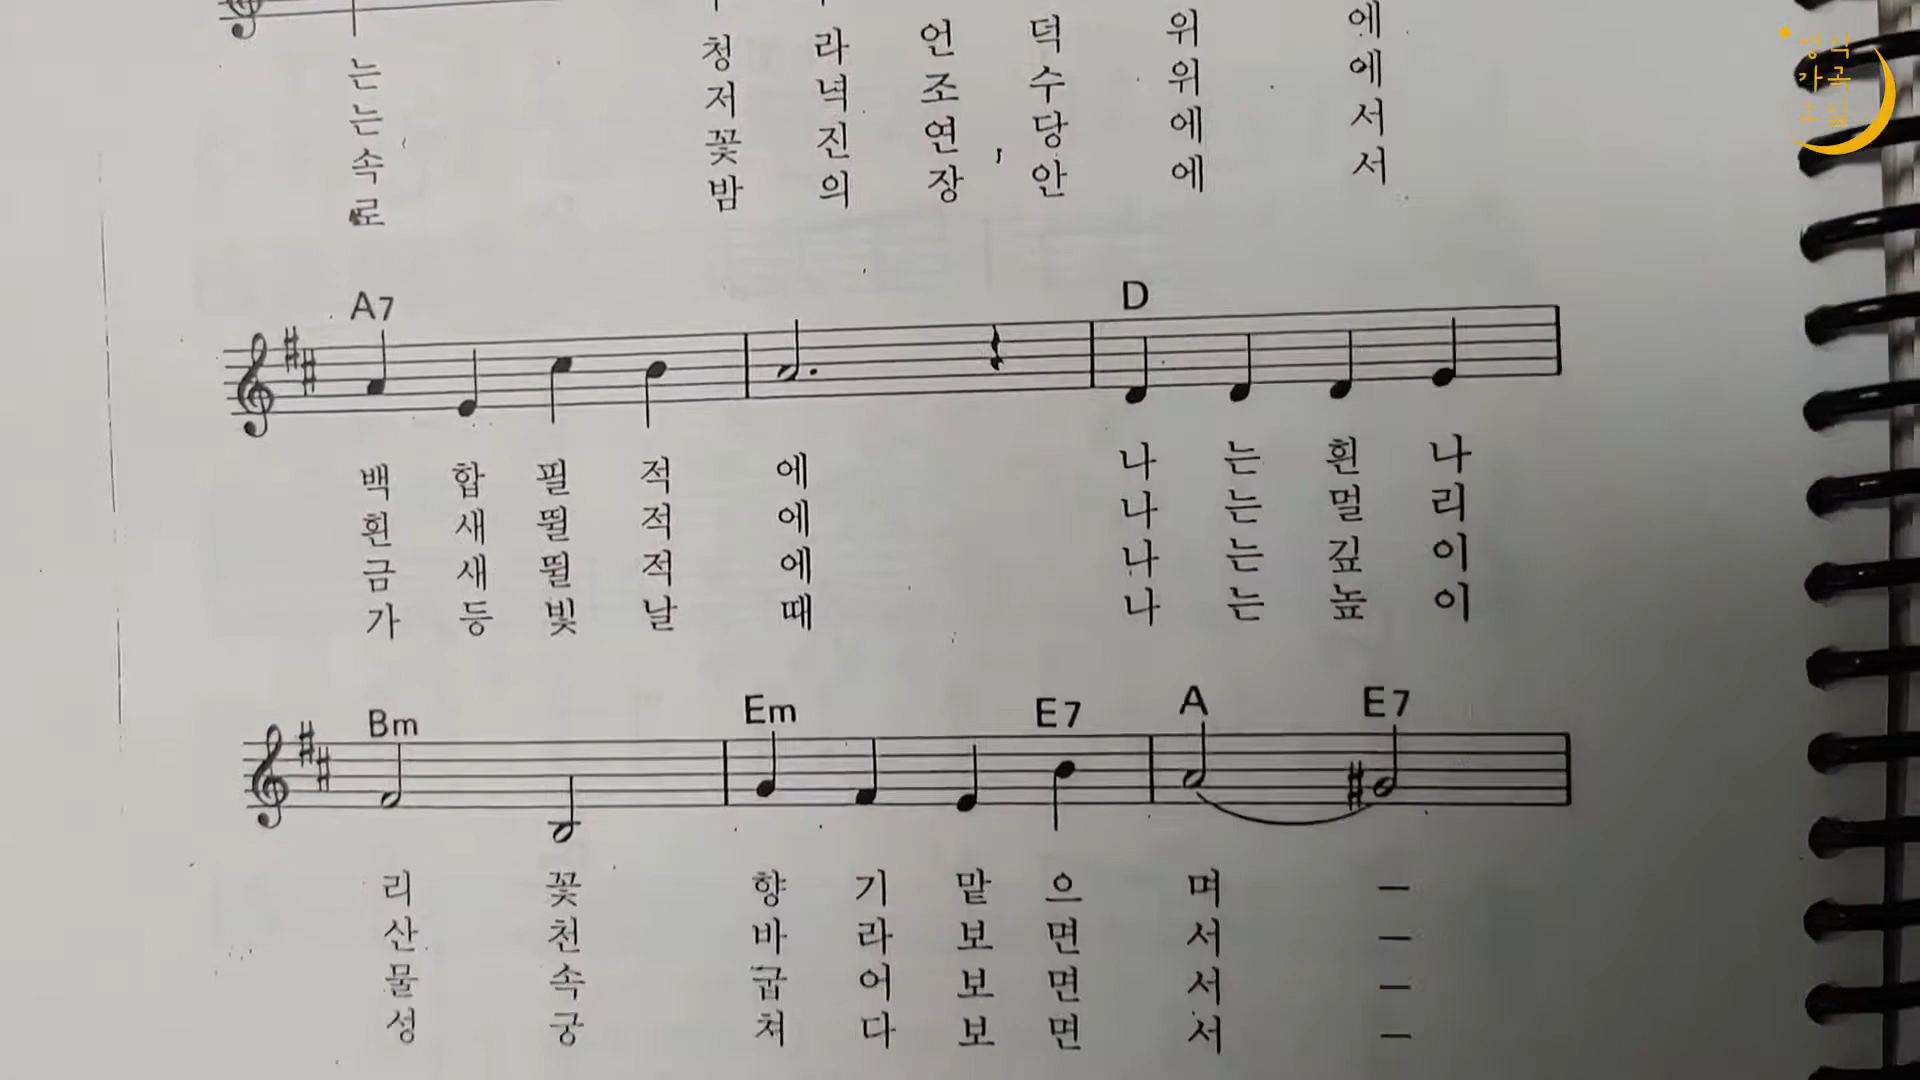 는 청 라 언 덕 위 에
는 저 녁 조 수 위 에
속 꽃 진 연 당 에 서
로 밤 의 장 안 에 서
A7 D
백 합 필 적 에 나 는 흰 나
흰 새 뛸 적 에 나 는 멀 리
금 새 뛸 적 에 나 는 깊 이
가 등 빛 날 때 나 는 높 이
Bm Em E7 A E7
리 꽃 향 기 맡 으 며 –
산 천 바 라 보 면 서 –
물 속 굽 어 보 면 서 –
성 궁 쳐 다 보 면 서 –
가곡